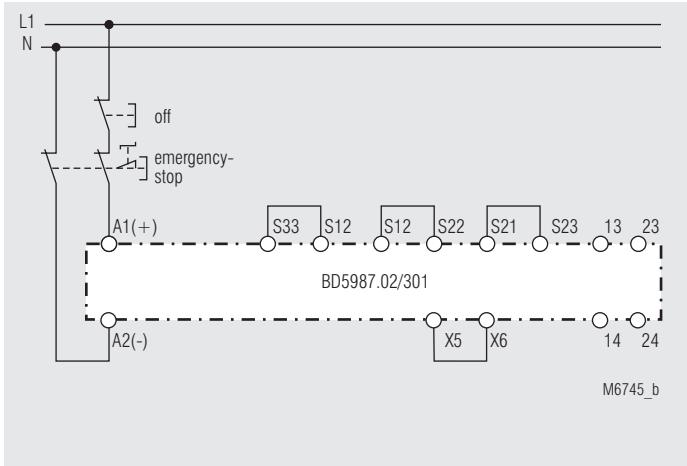 L1
N
off
emergency-
stop
A1(+) S33 S12 S12 S22 S21 S23 13 23
BD5987.02/301
A2(-) X5 X6 14 24
M6745_b